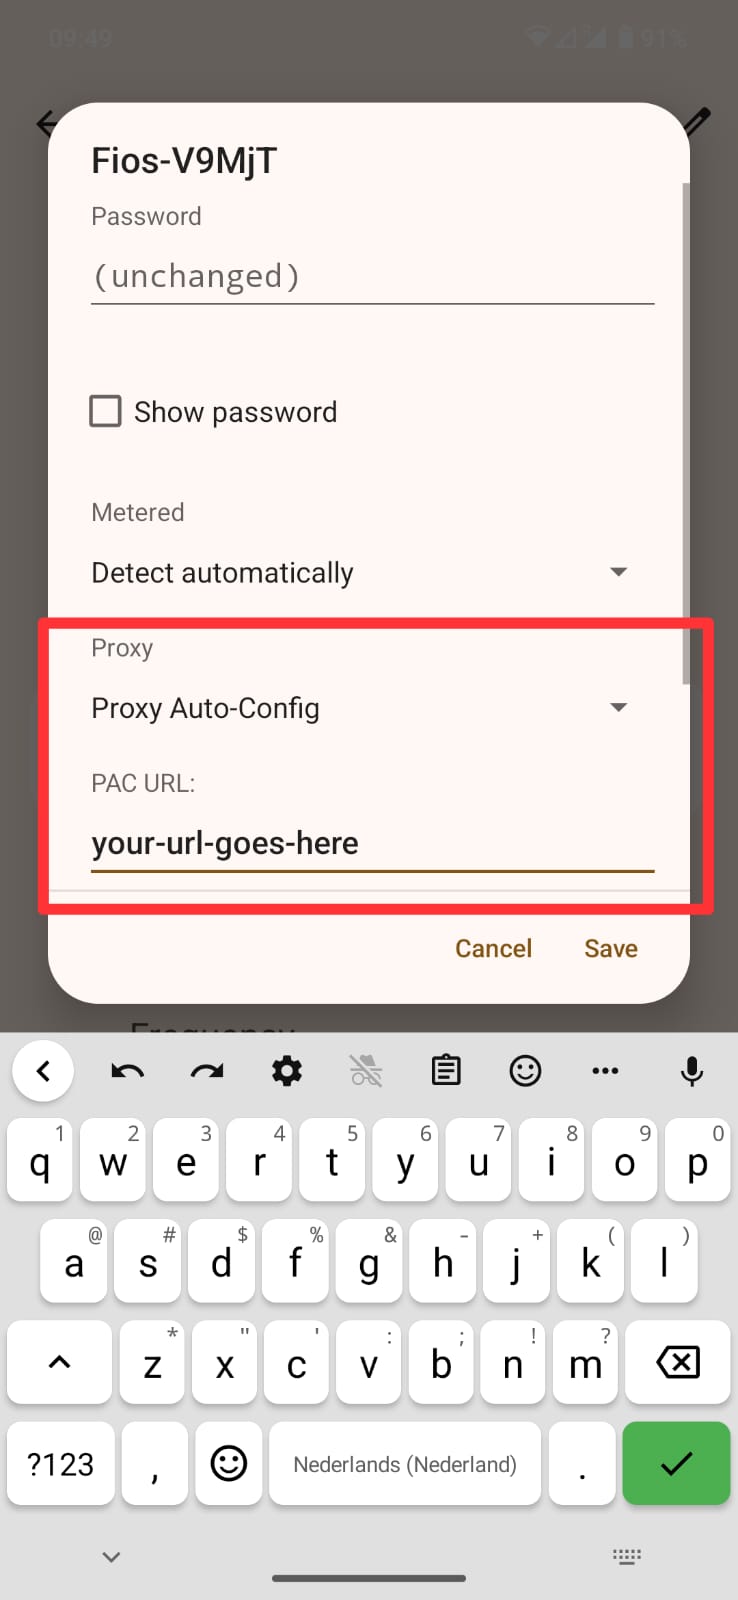 09:49
91%
Fios-V9MjT
Password
(unchanged)
Show password
Metered
Detect automatically
Proxy
Proxy Auto-Config
PAC URL:
your-url-goes-here
Cancel
Save
Frequency
1 2 3 4 5 6 7 8 9 0
q w e r t y u i o p
@ # $ % & - + ( )
a s d f g h j k l
* " ' : ; ! ?
z x c v b n m
?123 , Nederlands (Nederland) .